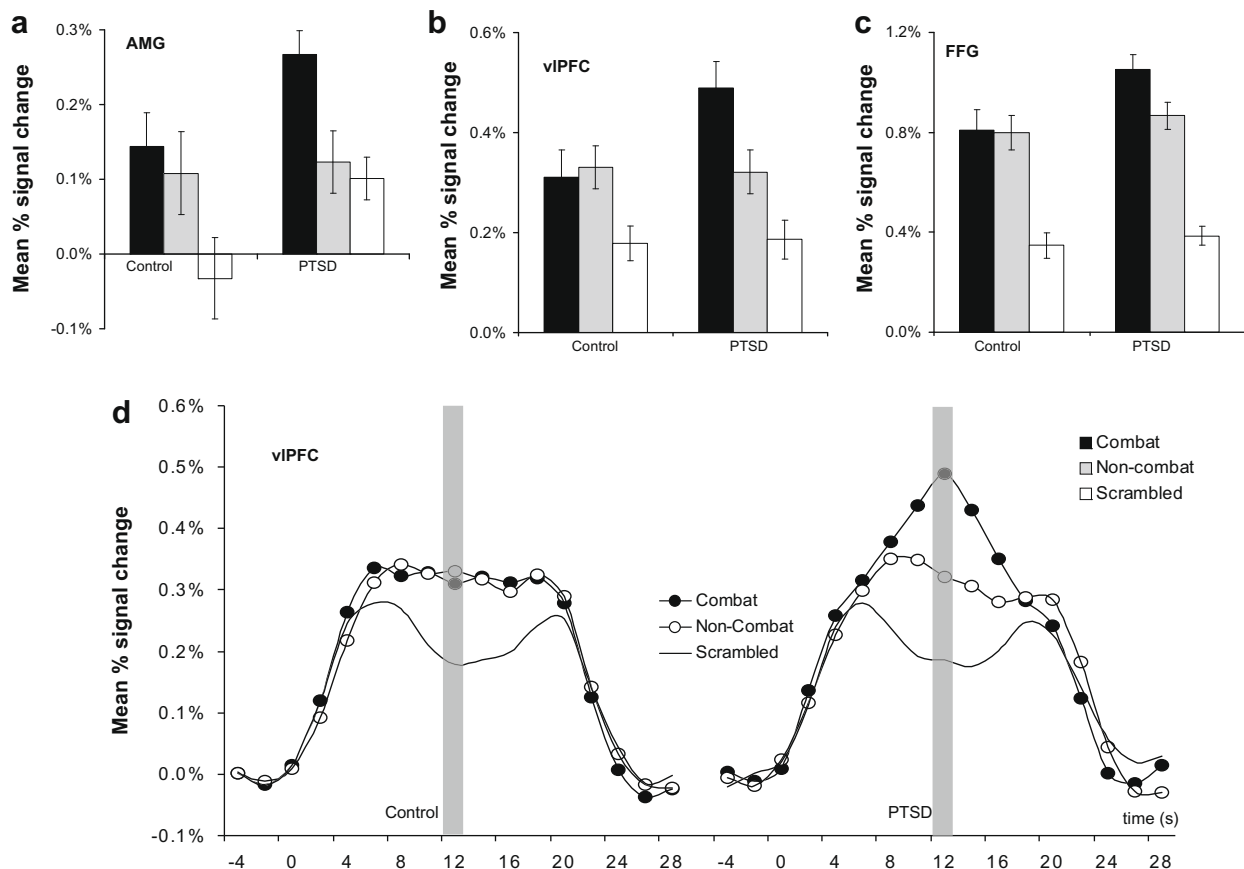 a
AMG
Mean % signal change
0.3%
0.2%
0.1%
0.0%
-0.1%
Control
PTSD
b
vlPFC
Mean % signal change
0.6%
0.4%
0.2%
0.0%
Control
PTSD
c
FFG
Mean % signal change
1.2%
0.8%
0.4%
0.0%
Control
PTSD
d
vlPFC
Mean % signal change
0.6%
0.5%
0.4%
0.3%
0.2%
0.1%
0.0%
-0.1%
Combat
Non-Combat
Scrambled
Combat
Non-combat
Scrambled
Combat
Non-Combat
Scrambled
Control
PTSD
time (s)
-4 0 4 8 12 16 20 24 28 -4 0 4 8 12 16 20 24 28